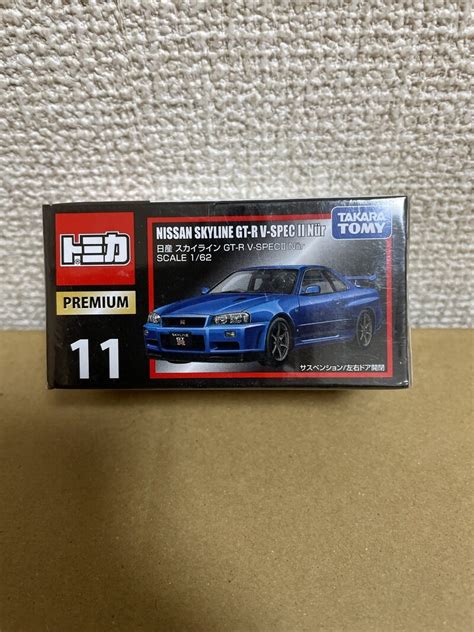 トミカ
PREMIUM
11
NISSAN SKYLINE GT-R V-SPEC II Nür
日産 スカイライン GT-R V-SPECⅡ Nür
SCALE 1/62
TAKARA
TOMY
サスペンション/左右ドア開閉